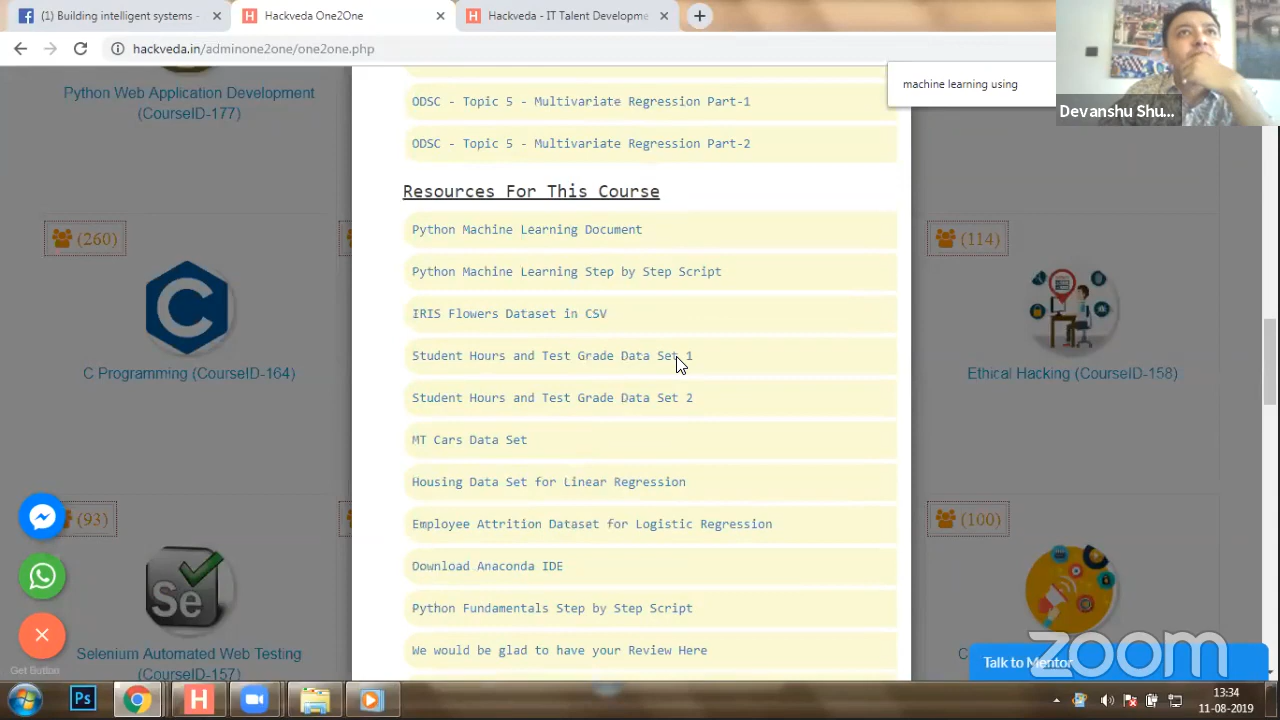 (1) Building intelligent systems -
Hackveda One2One
Hackveda - IT Talent Developme
hackveda.in/adminone2one/one2one.php
machine learning using
Devanshu Shu...
Python Web Application Development
(CourseID-177)
ODSC - Topic 5 - Multivariate Regression Part-1
ODSC - Topic 5 - Multivariate Regression Part-2
Resources For This Course
Python Machine Learning Document
Python Machine Learning Step by Step Script
IRIS Flowers Dataset in CSV
Student Hours and Test Grade Data Set 1
Student Hours and Test Grade Data Set 2
MT Cars Data Set
Housing Data Set for Linear Regression
Employee Attrition Dataset for Logistic Regression
Download Anaconda IDE
Python Fundamentals Step by Step Script
We would be glad to have your Review Here
(260)
C Programming (CourseID-164)
(93)
Selenium Automated Web Testing
(CourseID-157)
(114)
Ethical Hacking (CourseID-158)
(100)
Get Button
Talk to Mentor
zoom
Ps
H
13:34
11-08-2019